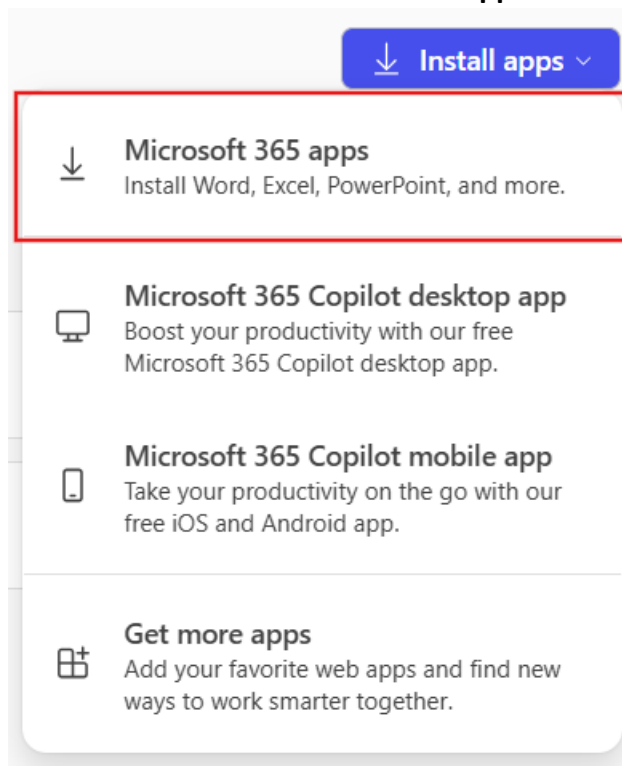 Install apps
Microsoft 365 apps
Install Word, Excel, PowerPoint, and more.
Microsoft 365 Copilot desktop app
Boost your productivity with our free
Microsoft 365 Copilot desktop app.
Microsoft 365 Copilot mobile app
Take your productivity on the go with our
free iOS and Android app.
Get more apps
Add your favorite web apps and find new
ways to work smarter together.